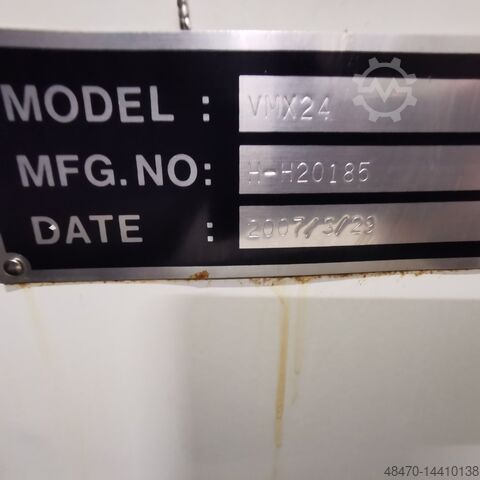 MODEL : VMX24
MFG.NO: H-H20185
DATE : 2007/3/29
48470-14410138